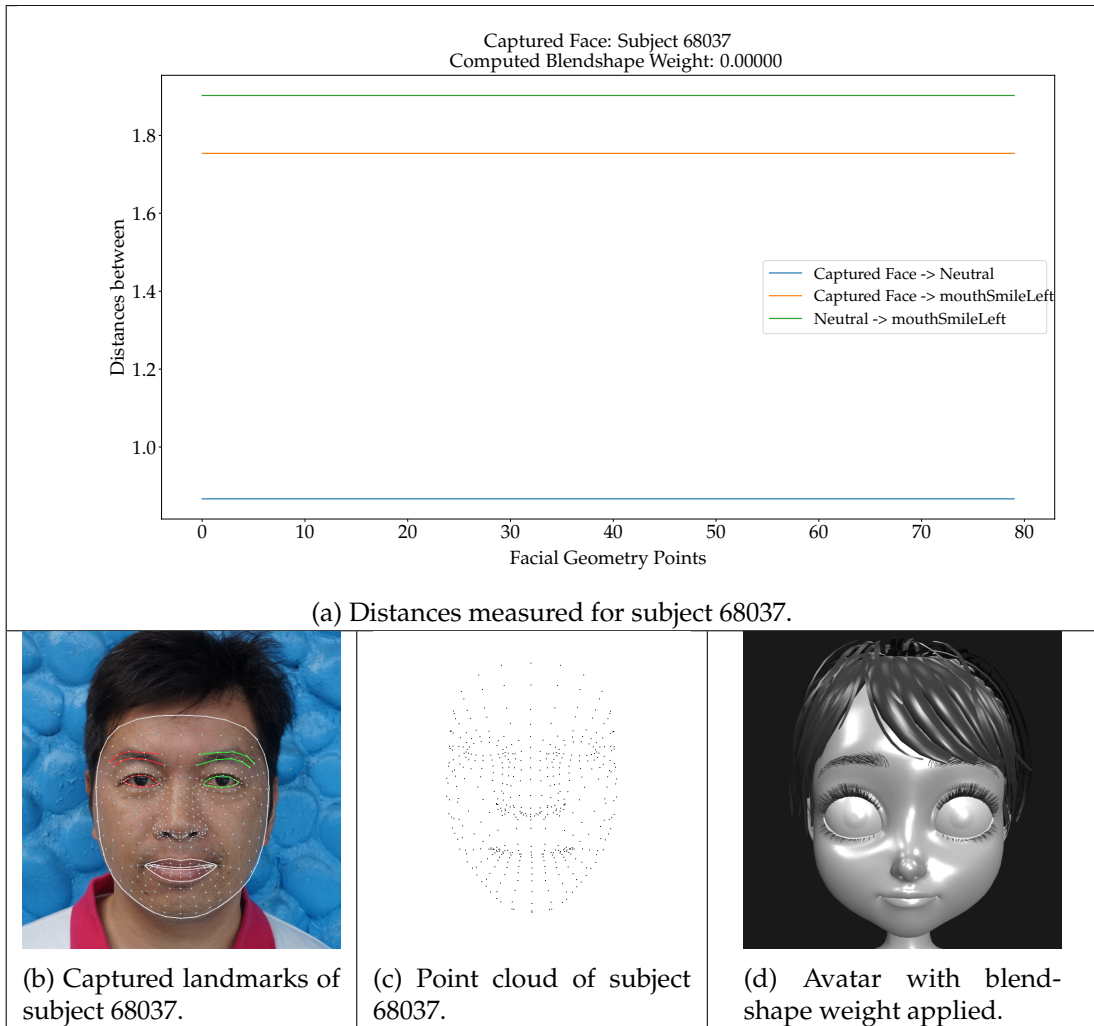 Captured Face: Subject 68037
Computed Blendshape Weight: 0.00000
1.8
1.6
1.4
1.2
1.0
Distances between
Captured Face -> Neutral
Captured Face -> mouthSmileLeft
Neutral -> mouthSmileLeft
0 10 20 30 40 50 60 70 80
Facial Geometry Points
(a) Distances measured for subject 68037.
(b) Captured landmarks of
subject 68037.
(c) Point cloud of subject
68037.
(d) Avatar with blend-
shape weight applied.